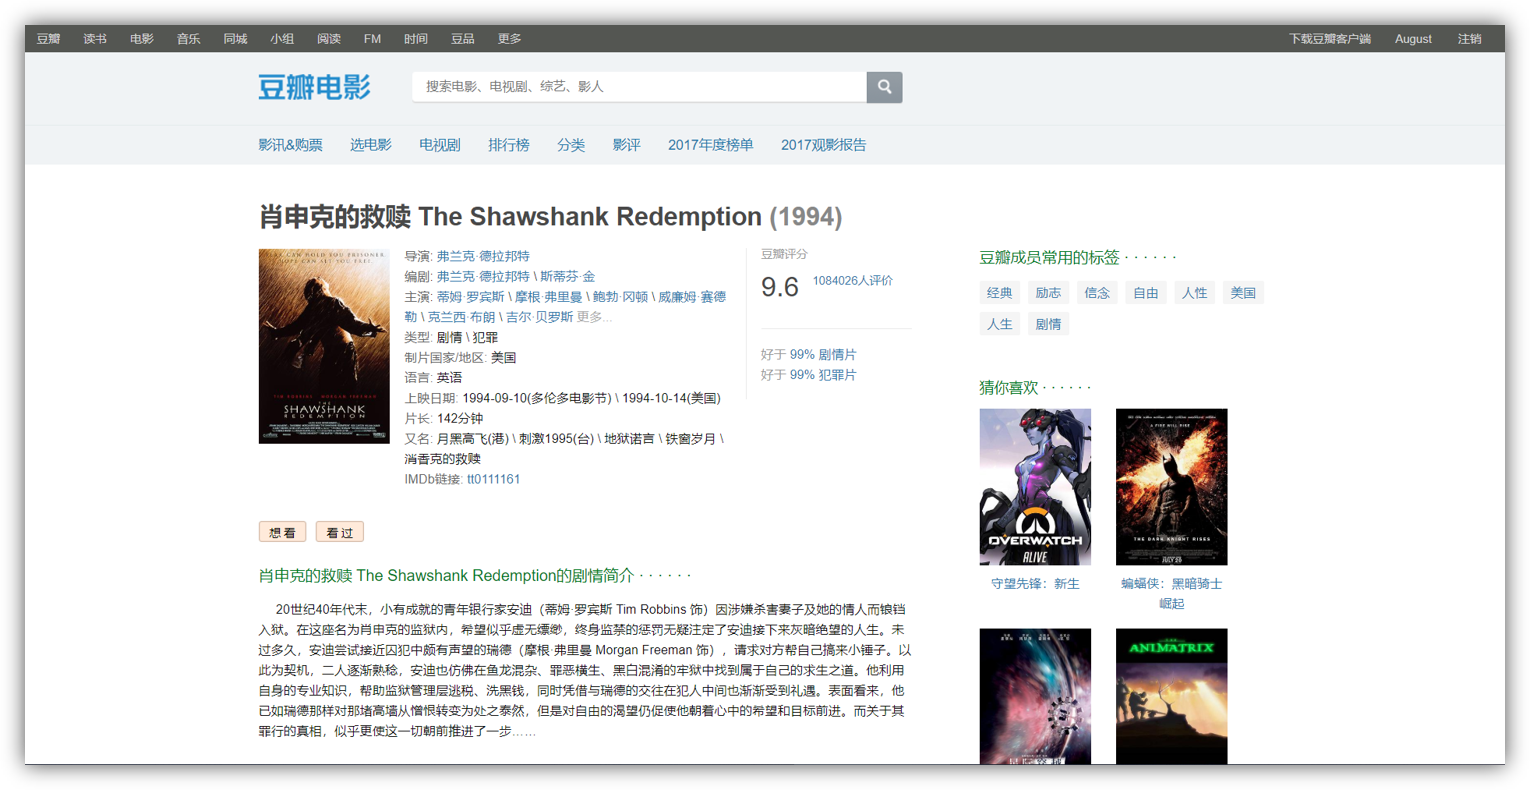 豆瓣 读书 电影 音乐 同城 小组 阅读 FM 时间 豆品 更多 下载豆瓣客户端 August 注销
豆瓣电影
搜索电影、电视剧、综艺、影人
影讯&购票 选电影 电视剧 排行榜 分类 影评 2017年度榜单 2017观影报告
肖申克的救赎 The Shawshank Redemption (1994)
FEAR CAN HOLD YOU PRISONER.
HOPE CAN SET YOU FREE.
TIM ROBBINS MORGAN FREEMAN
THE
SHAWSHANK
REDEMPTION
导演: 弗兰克·德拉邦特
编剧: 弗兰克·德拉邦特 \ 斯蒂芬·金
主演: 蒂姆·罗宾斯 \ 摩根·弗里曼 \ 鲍勃·冈顿 \ 威廉姆·赛德
勒 \ 克兰西·布朗 \ 吉尔·贝罗斯 更多...
类型: 剧情 \ 犯罪
制片国家/地区: 美国
语言: 英语
上映日期: 1994-09-10(多伦多电影节) \ 1994-10-14(美国)
片长: 142分钟
又名: 月黑高飞(港) \ 刺激1995(台) \ 地狱诺言 \ 铁窗岁月 \
消香克的救赎
IMDb链接: tt0111161
豆瓣评分
9.6 1084026人评价
好于 99% 剧情片
好于 99% 犯罪片
想看 看过
肖申克的救赎 The Shawshank Redemption的剧情简介 · · · · · ·
20世纪40年代末，小有成就的青年银行家安迪（蒂姆·罗宾斯 Tim Robbins 饰）因涉嫌杀害妻子及她的情人而锒铛
入狱。在这座名为肖申克的监狱内，希望似乎虚无缥缈，终身监禁的惩罚无疑注定了安迪接下来灰暗绝望的人生。未
过多久，安迪尝试接近囚犯中颇有声望的瑞德（摩根·弗里曼 Morgan Freeman 饰），请求对方帮自己搞来小锤子。以
此为契机，二人逐渐熟稔，安迪也仿佛在鱼龙混杂、罪恶横生、黑白混淆的牢狱中找到属于自己的求生之道。他利用
自身的专业知识，帮助监狱管理层逃税、洗黑钱，同时凭借与瑞德的交往在犯人中间也渐渐受到礼遇。表面看来，他
已如瑞德那样对那堵高墙从憎恨转变为处之泰然，但是对自由的渴望仍促使他朝着心中的希望和目标前进。而关于其
罪行的真相，似乎更使这一切朝前推进了一步……
豆瓣成员常用的标签 · · · · · ·
经典 励志 信念 自由 人性 美国
人生 剧情
猜你喜欢 · · · · · ·
OVERWATCH
ALIVE
A FIRE WILL RISE
THE DARK KNIGHT RISES
守望先锋：新生
蝙蝠侠：黑暗骑士
崛起
THE
ANIMATRIX